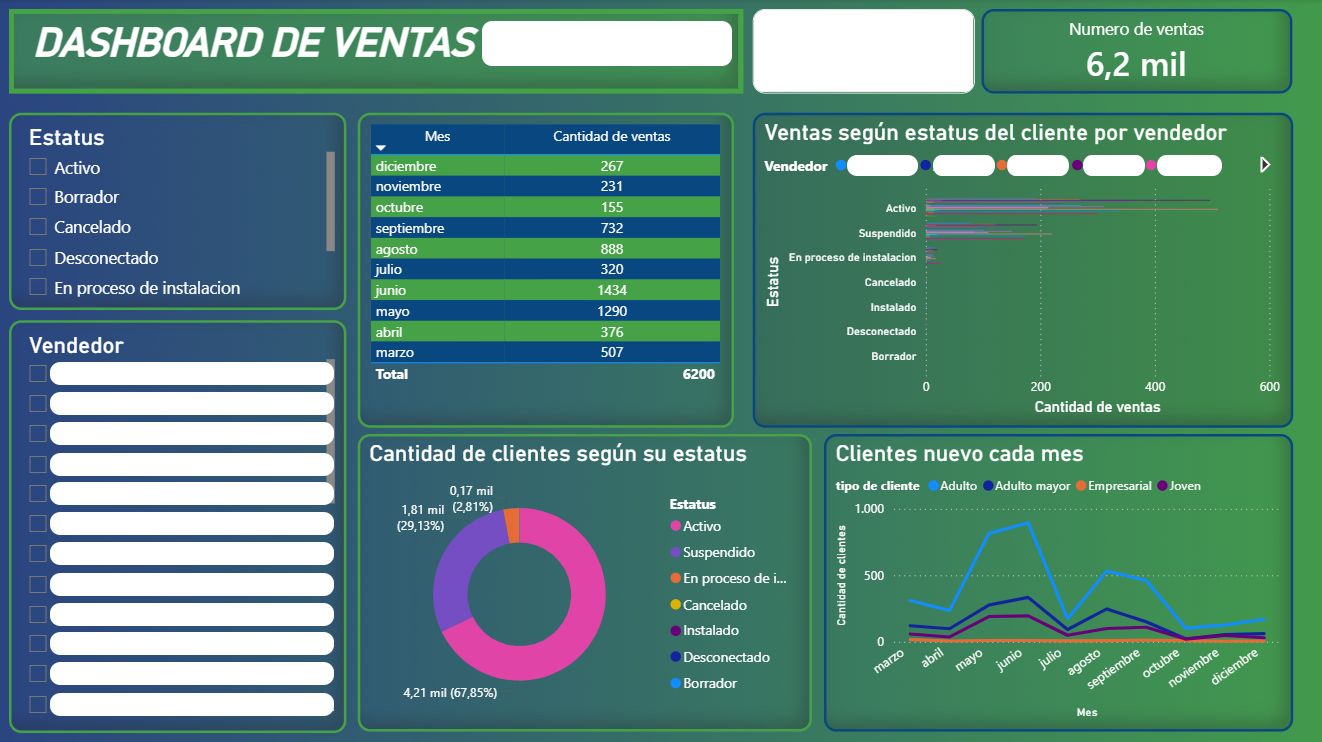 DASHBOARD DE VENTAS
Numero de ventas
6,2 mil
Estatus
Activo
Borrador
Cancelado
Desconectado
En proceso de instalacion
Vendedor
Mes Cantidad de ventas
diciembre 267
noviembre 231
octubre 155
septiembre 732
agosto 888
julio 320
junio 1434
mayo 1290
abril 376
marzo 507
Total 6200
Ventas según estatus del cliente por vendedor
Vendedor
Estatus
Activo
Suspendido
En proceso de instalacion
Cancelado
Instalado
Desconectado
Borrador
0 200 400 600
Cantidad de ventas
Cantidad de clientes según su estatus
0,17 mil
(2,81%)
1,81 mil
(29,13%)
4,21 mil (67,85%)
Estatus
Activo
Suspendido
En proceso de i...
Cancelado
Instalado
Desconectado
Borrador
Clientes nuevo cada mes
tipo de cliente Adulto Adulto mayor Empresarial Joven
Cantidad de clientes
1.000
500
0
marzo abril mayo junio julio agosto septiembre octubre noviembre diciembre
Mes